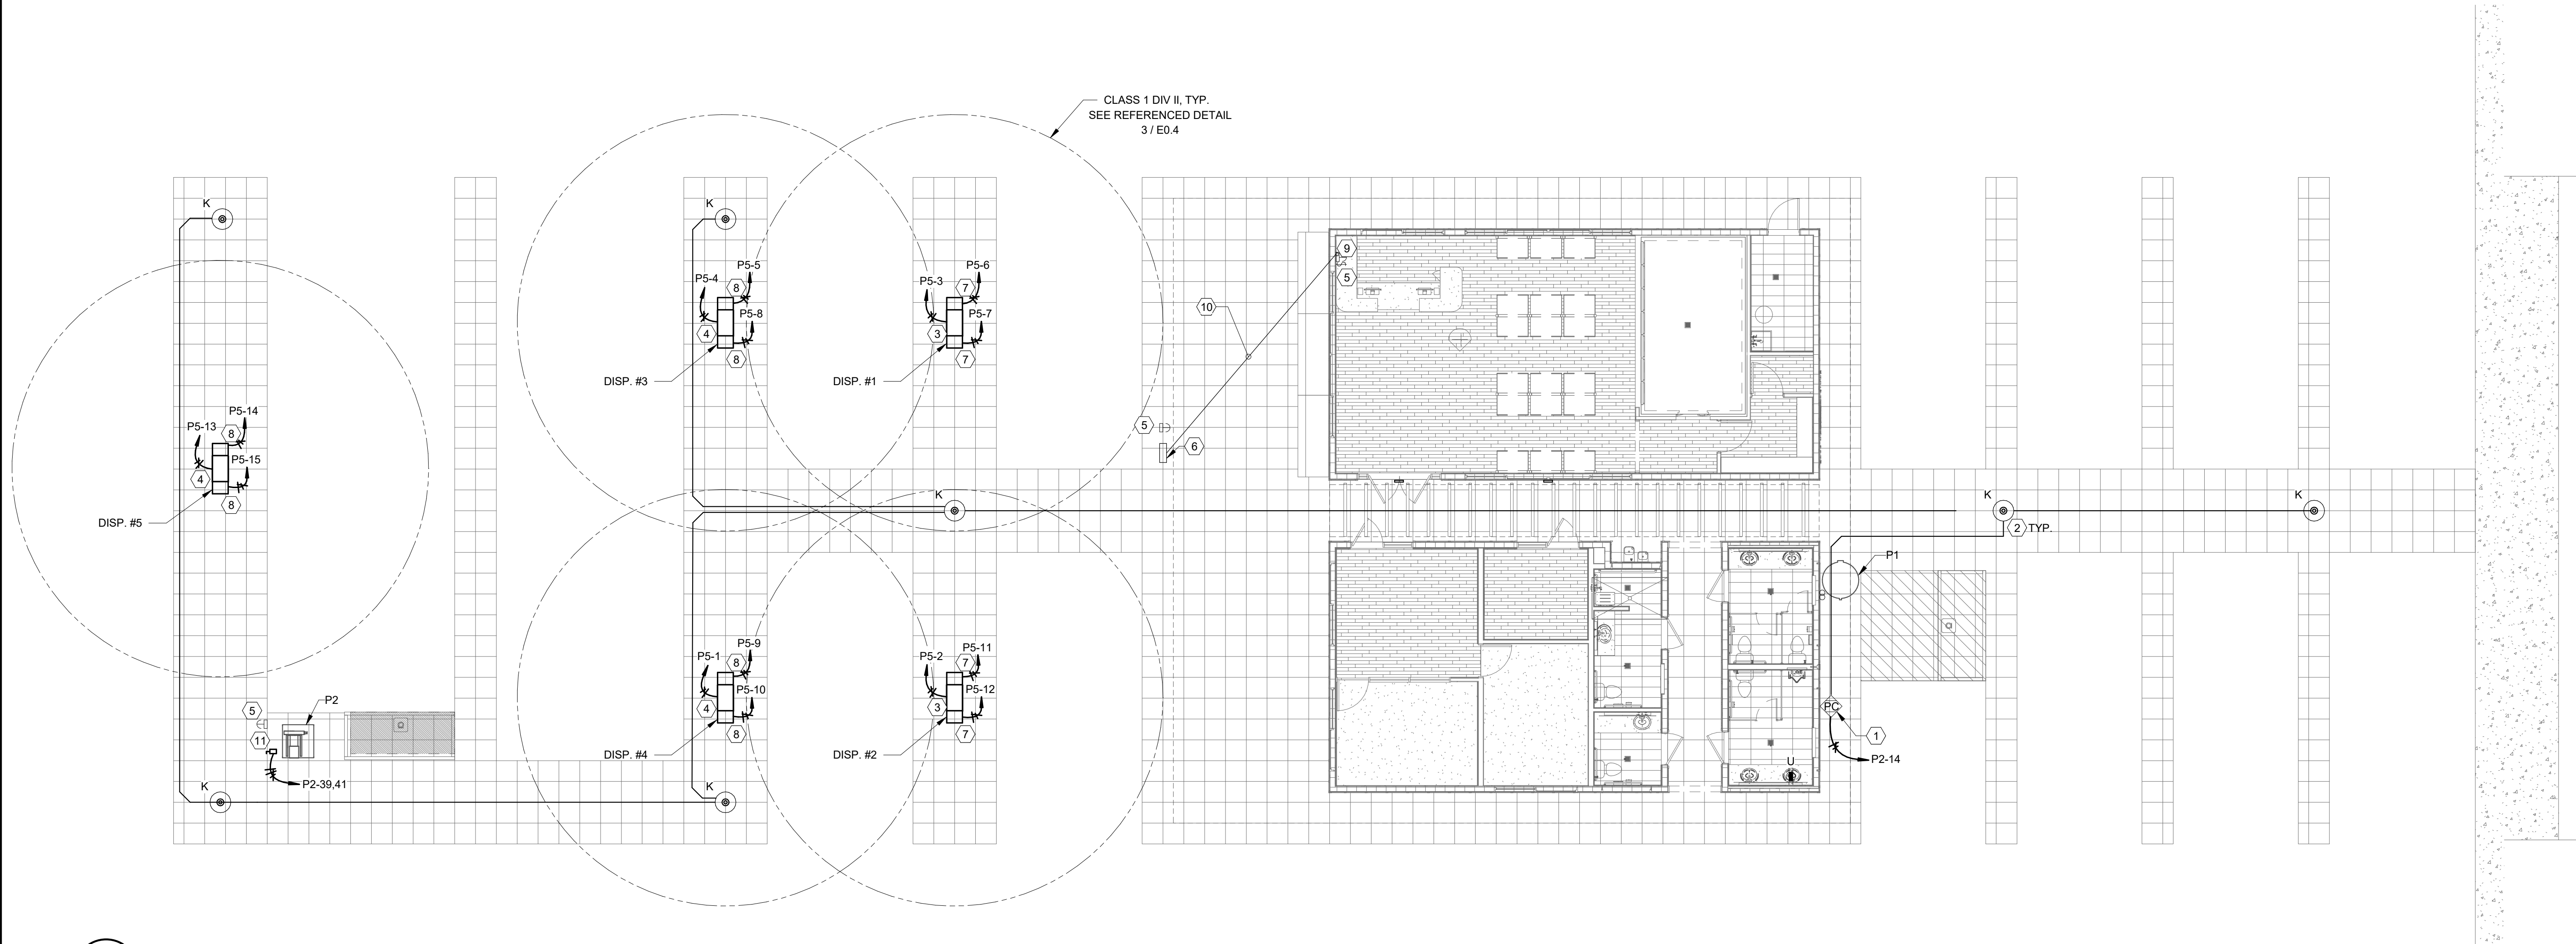 CLASS 1 DIV II, TYP.
SEE REFERENCED DETAIL
3 / E0.4
K
K
P5-4
P5-5
8
P5-8
4
8
DISP. #3
P5-3
P5-6
7
P5-7
3
7
DISP. #1
9
5
10
5
6
P5-13
P5-14
8
P5-15
4
8
DISP. #5
K
K
K
2 TYP.
P1
P5-1
P5-9
8
P5-10
4
8
DISP. #4
P5-2
P5-11
7
P5-12
3
7
DISP. #2
5
P2
11
P2-39,41
K
K
PC
1
P2-14
U